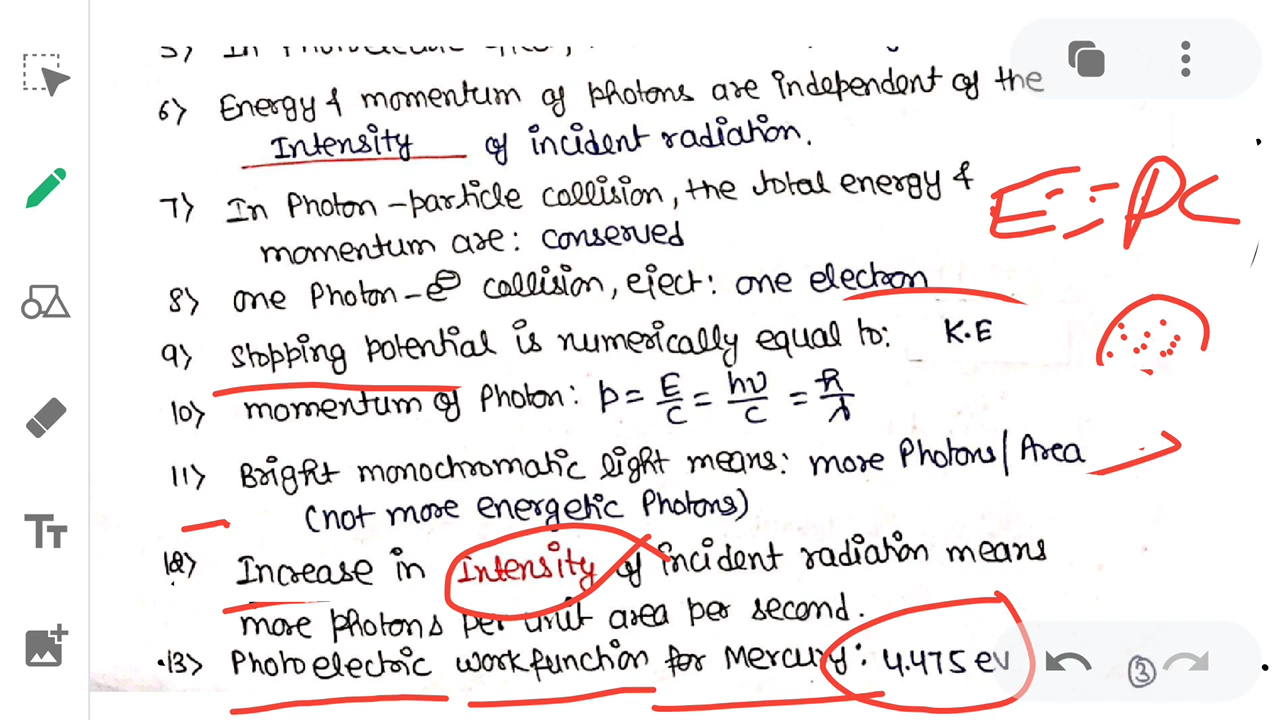 5) In
6) Energy & momentum of photons are independent of the
Intensity of incident radiation.
7) In Photon-particle collision, the total energy &
momentum are: conserved
E = PC
8) one Photon-e⊖ collision, eject: one electron
9) Stopping potential is numerically equal to: K.E
10) momentum of Photon: p = E/C = hν/C = h/λ
11) Bright monochromatic light means: more Photons/Area
(not more energetic Photons)
12) Increase in Intensity of incident radiation means
more photons per unit area per second.
13) Photoelectric workfunction for Mercury: 4.475 eV
3
TT